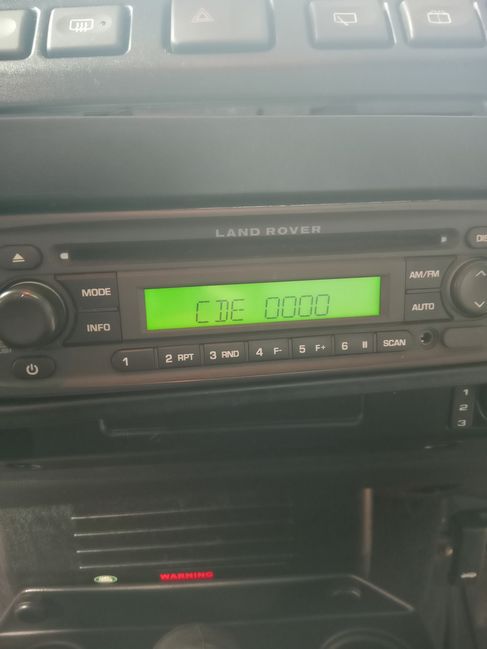 LAND ROVER
MODE
INFO
CDE 0000
AM/FM
AUTO
1
2 RPT
3 RND
4 F-
5 F+
6 II
SCAN
1
2
3
WARNING